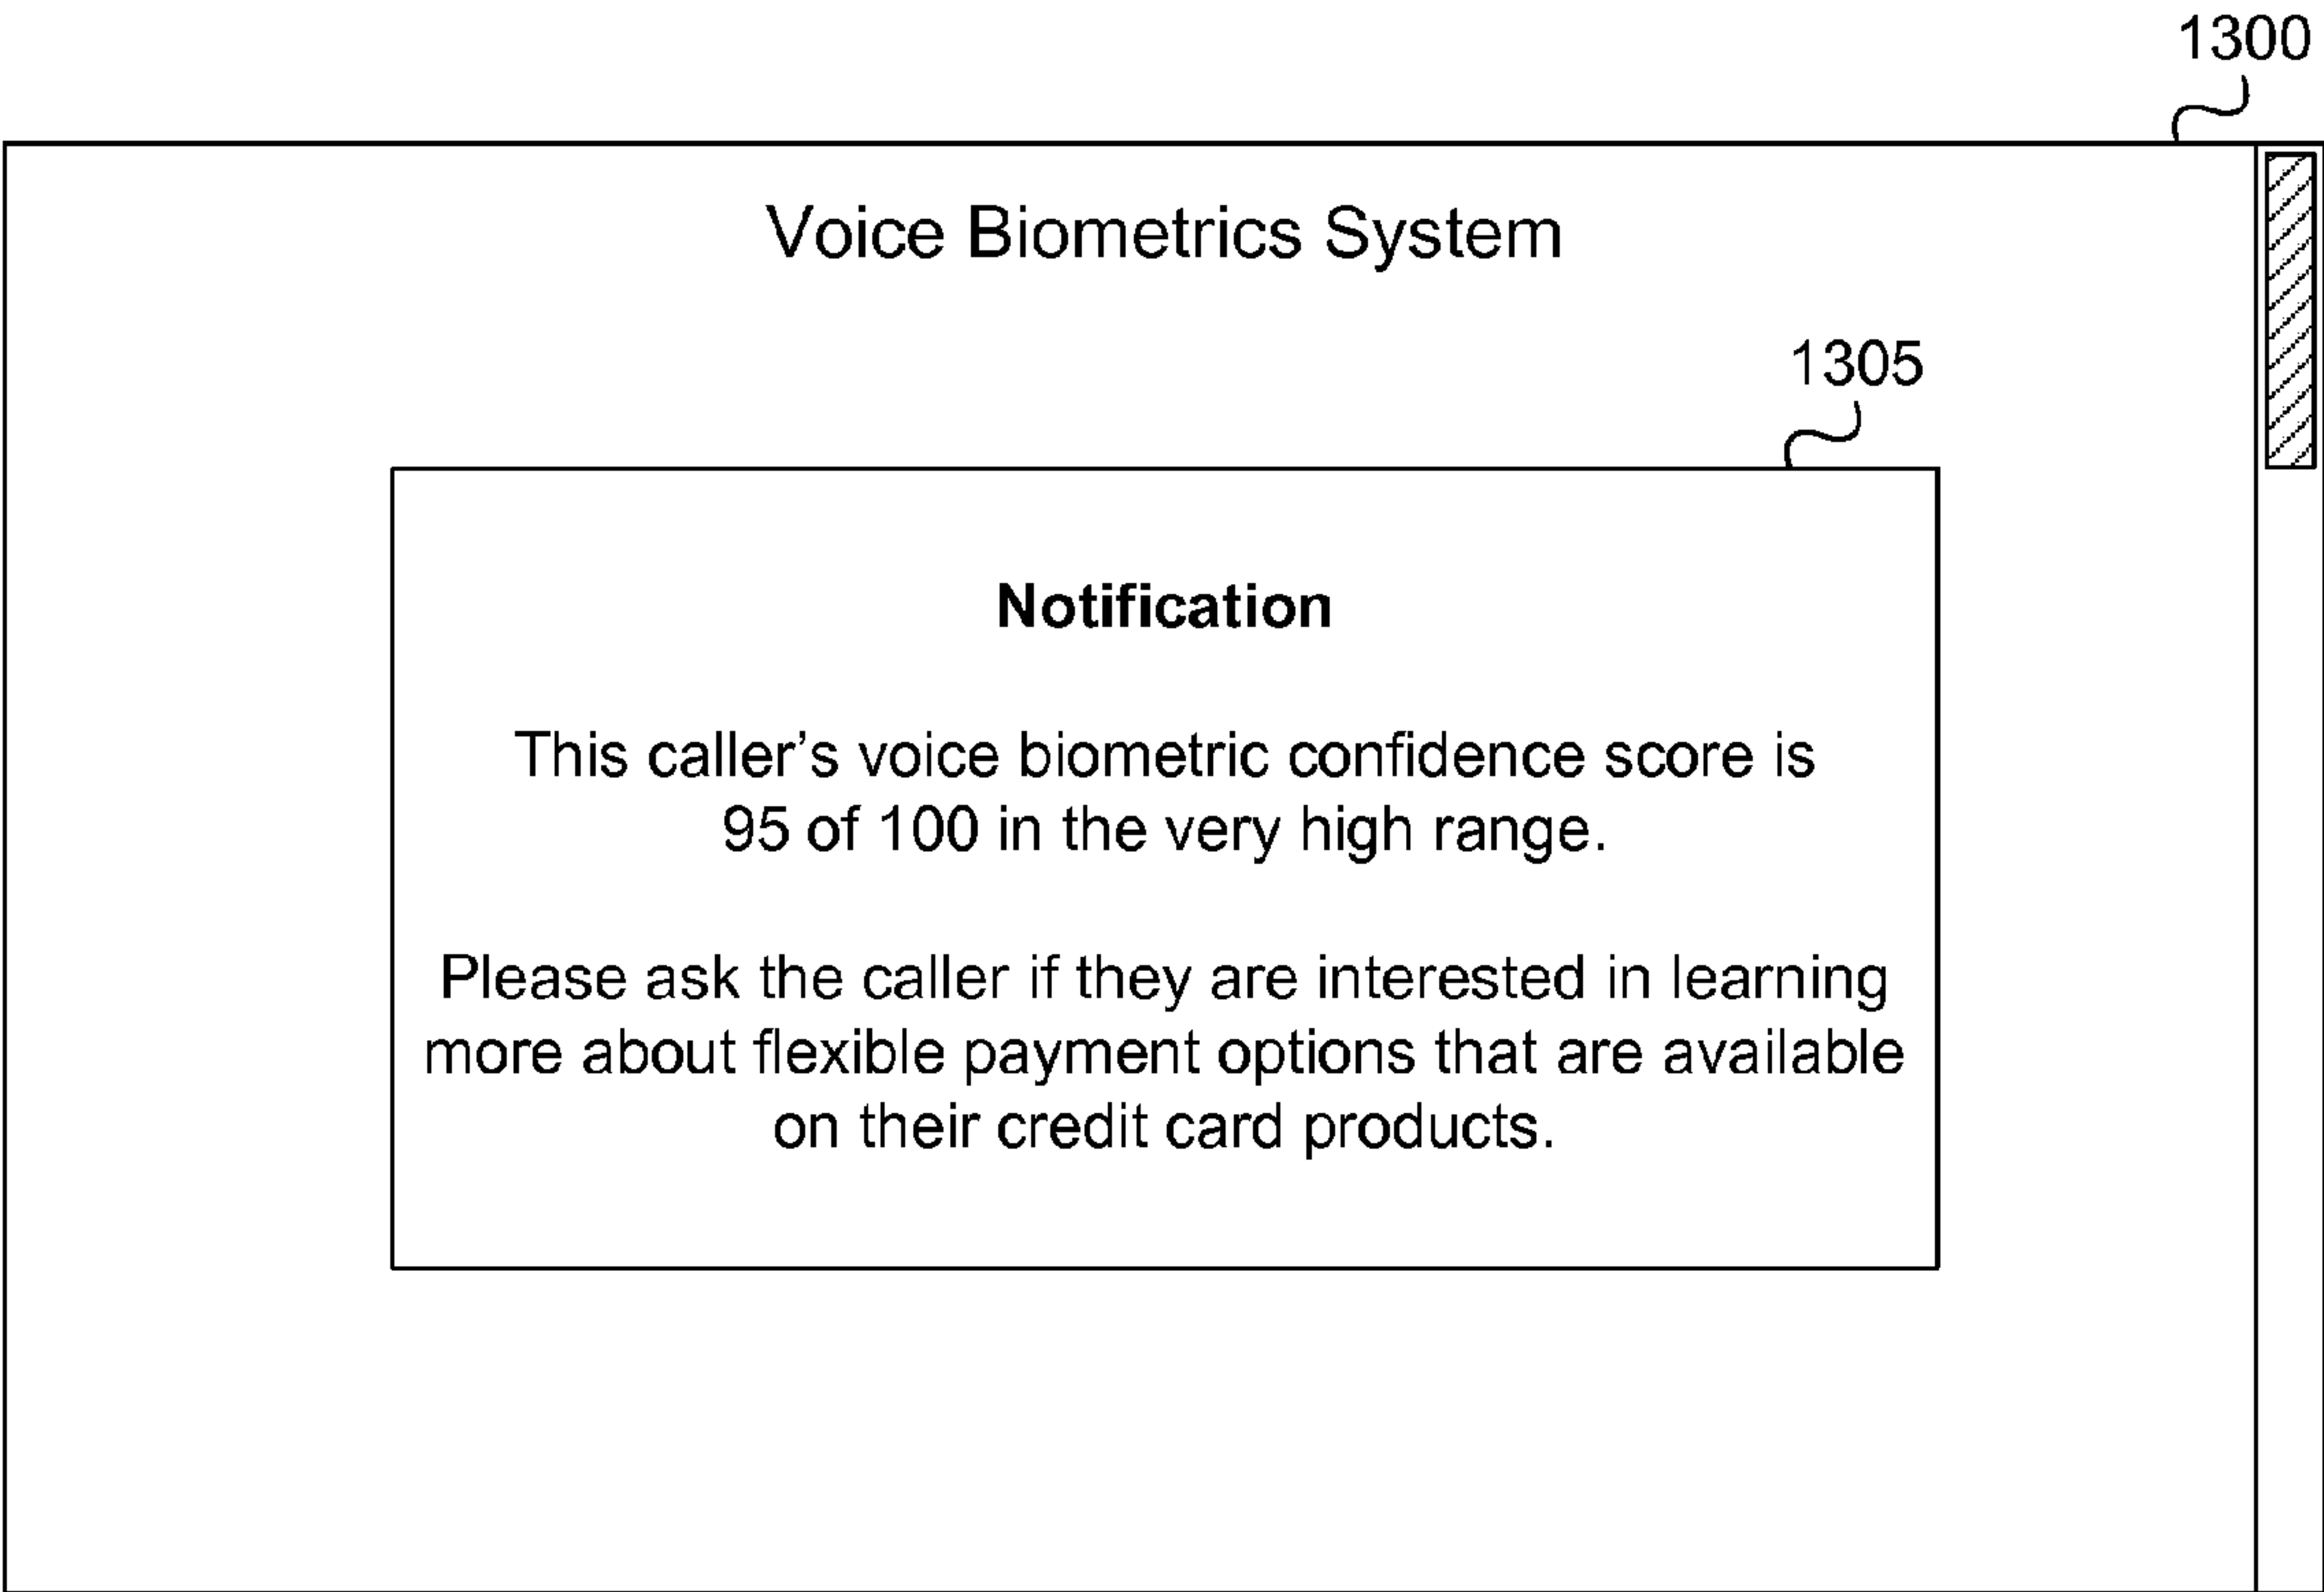 1300
Voice Biometrics System
1305
Notification
This caller’s voice biometric confidence score is
95 of 100 in the very high range.
Please ask the caller if they are interested in learning
more about flexible payment options that are available
on their credit card products.